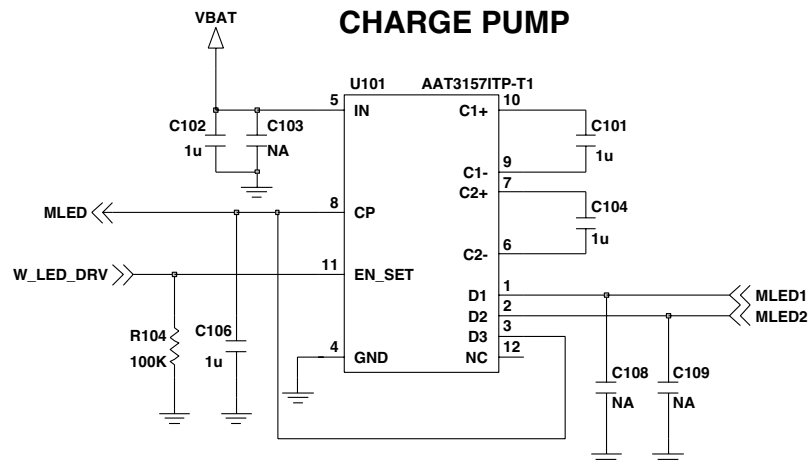 CHARGE PUMP
VBAT
U101 AAT3157ITP-T1
5 IN
C1+ 10
C102
1u
C103
NA
C101
1u
C1- 9
C2+ 7
MLED
8 CP
C104
1u
C2- 6
W_LED_DRV
11 EN_SET
D1 1
MLED1
D2 2
MLED2
D3 3
R104
100K
C106
1u
4 GND
NC 12
C108
NA
C109
NA